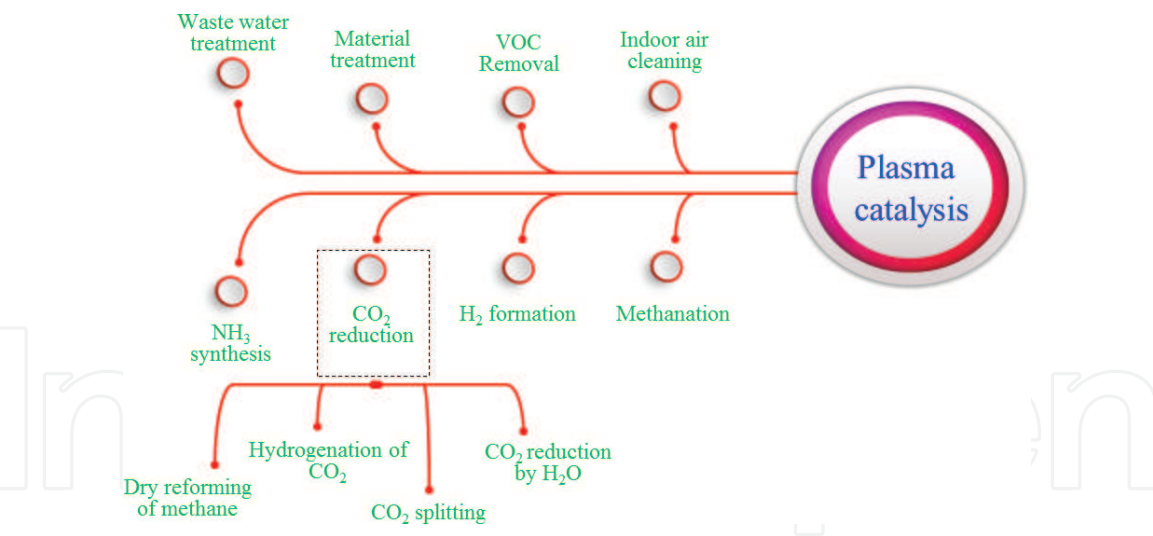 Waste water
treatment
Material
treatment
VOC
Removal
Indoor air
cleaning
Plasma
catalysis
NH₃
synthesis
CO₂
reduction
H₂ formation
Methanation
Dry reforming
of methane
Hydrogenation of
CO₂
CO₂ splitting
CO₂ reduction
by H₂O